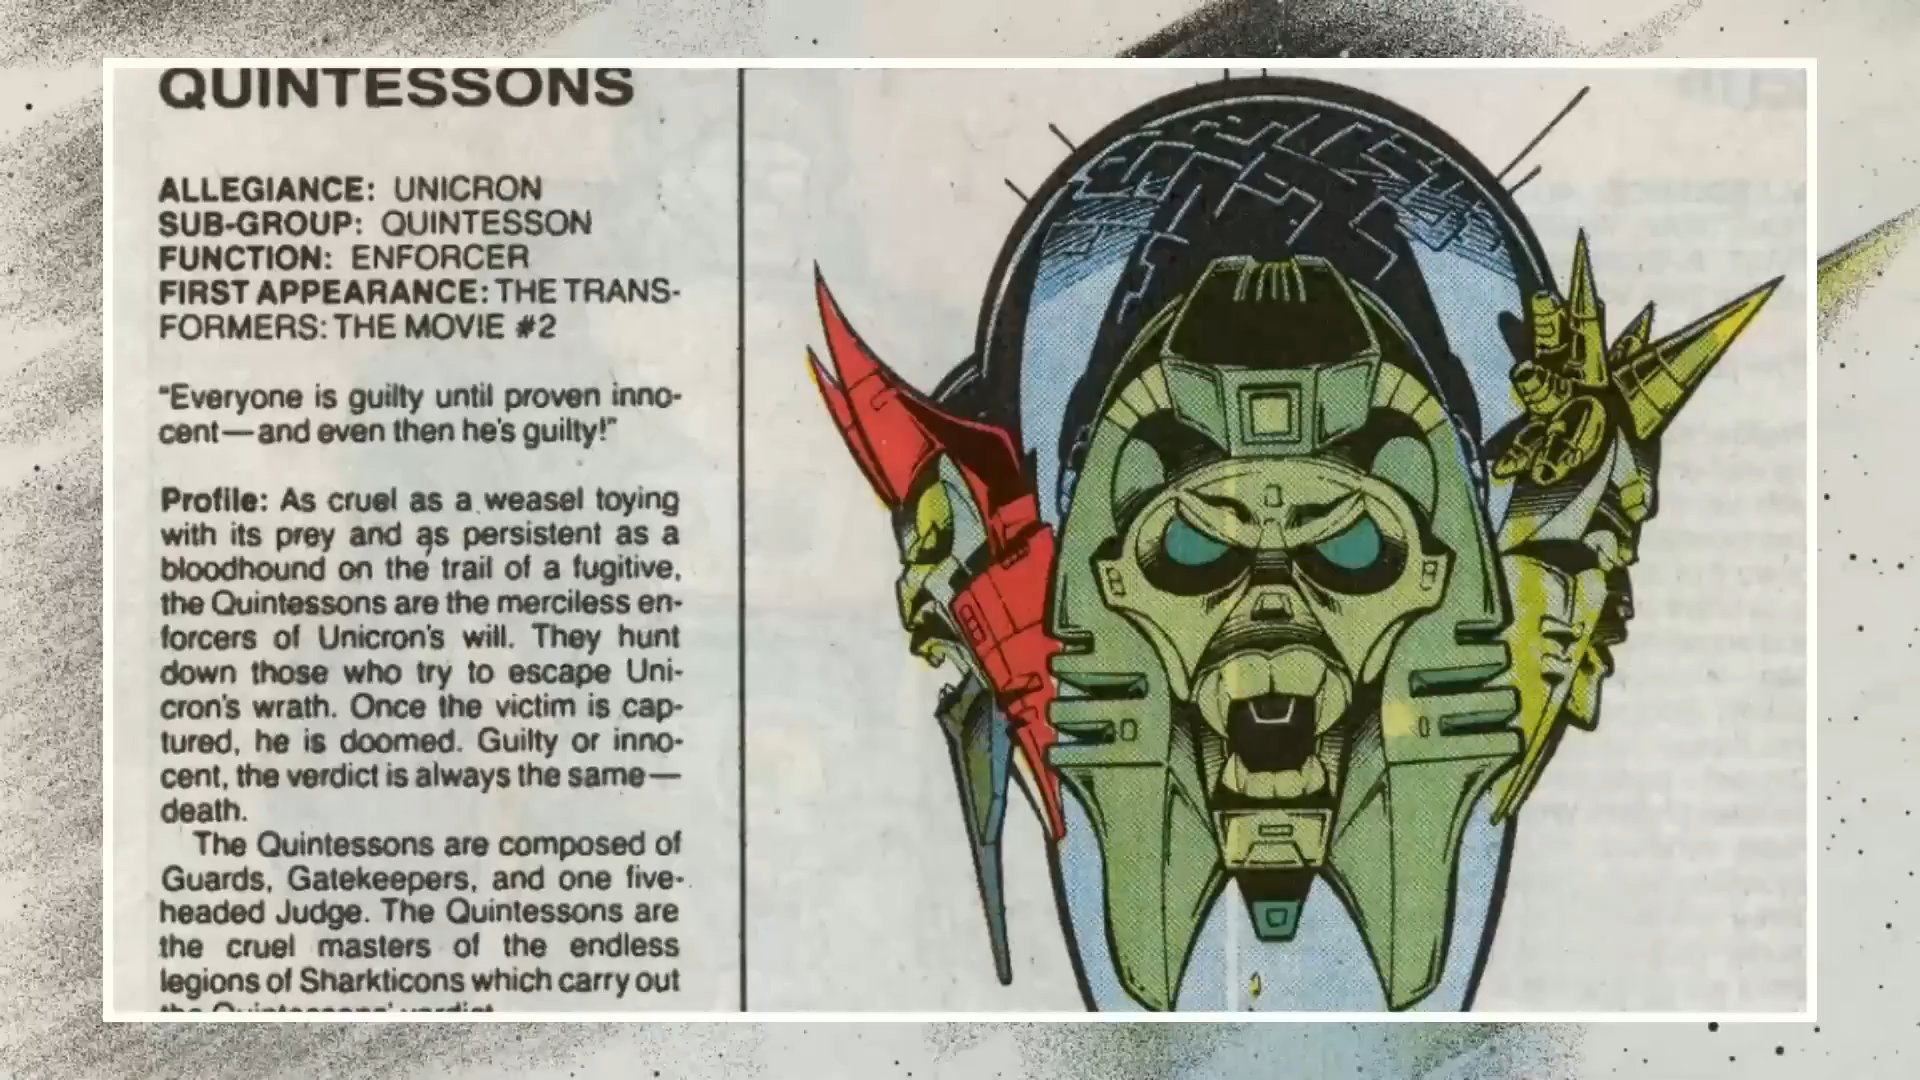 QUINTESSONS
ALLEGIANCE: UNICRON
SUB-GROUP: QUINTESSON
FUNCTION: ENFORCER
FIRST APPEARANCE: THE TRANS-
FORMERS: THE MOVIE #2
"Everyone is guilty until proven inno-
cent—and even then he's guilty!"
Profile: As cruel as a weasel toying
with its prey and as persistent as a
bloodhound on the trail of a fugitive,
the Quintessons are the merciless en-
forcers of Unicron's will. They hunt
down those who try to escape Uni-
cron's wrath. Once the victim is cap-
tured, he is doomed. Guilty or inno-
cent, the verdict is always the same—
death.
The Quintessons are composed of
Guards, Gatekeepers, and one five-
headed Judge. The Quintessons are
the cruel masters of the endless
legions of Sharkticons which carry out
the Quintessons' verdict